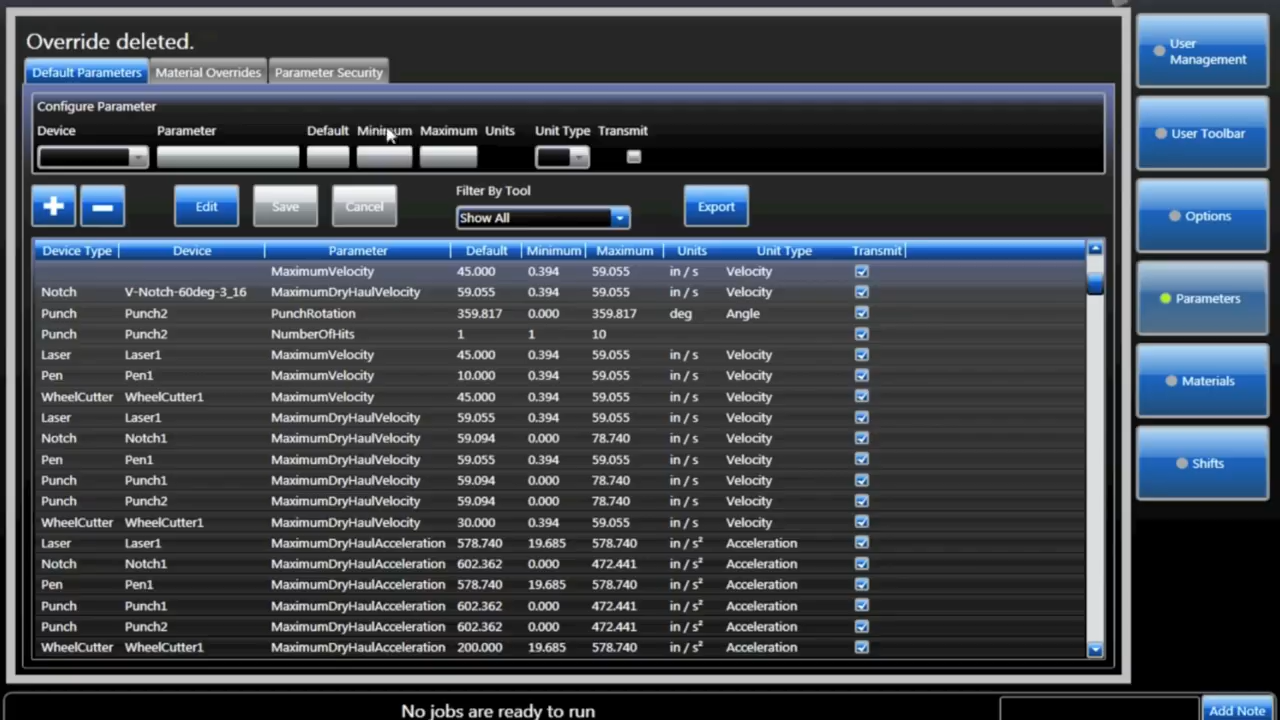 Override deleted.
Default Parameters Material Overrides Parameter Security
Configure Parameter
Device Parameter Default Minimum Maximum Units Unit Type Transmit
Edit Save Cancel
Filter By Tool
Show All
Export
Device Type Device Parameter Default Minimum Maximum Units Unit Type Transmit
MaximumVelocity 45.000 0.394 59.055 in / s Velocity
Notch V-Notch-60deg-3_16 MaximumDryHaulVelocity 59.055 0.394 59.055 in / s Velocity
Punch Punch2 PunchRotation 359.817 0.000 359.817 deg Angle
Punch Punch2 NumberOfHits 1 1 10
Laser Laser1 MaximumVelocity 45.000 0.394 59.055 in / s Velocity
Pen Pen1 MaximumVelocity 10.000 0.394 59.055 in / s Velocity
WheelCutter WheelCutter1 MaximumVelocity 45.000 0.394 59.055 in / s Velocity
Laser Laser1 MaximumDryHaulVelocity 59.055 0.394 59.055 in / s Velocity
Notch Notch1 MaximumDryHaulVelocity 59.094 0.000 78.740 in / s Velocity
Pen Pen1 MaximumDryHaulVelocity 59.055 0.394 59.055 in / s Velocity
Punch Punch1 MaximumDryHaulVelocity 59.094 0.000 78.740 in / s Velocity
Punch Punch2 MaximumDryHaulVelocity 59.094 0.000 78.740 in / s Velocity
WheelCutter WheelCutter1 MaximumDryHaulVelocity 30.000 0.394 59.055 in / s Velocity
Laser Laser1 MaximumDryHaulAcceleration 578.740 19.685 578.740 in / s² Acceleration
Notch Notch1 MaximumDryHaulAcceleration 602.362 0.000 472.441 in / s² Acceleration
Pen Pen1 MaximumDryHaulAcceleration 578.740 19.685 578.740 in / s² Acceleration
Punch Punch1 MaximumDryHaulAcceleration 602.362 0.000 472.441 in / s² Acceleration
Punch Punch2 MaximumDryHaulAcceleration 602.362 0.000 472.441 in / s² Acceleration
WheelCutter WheelCutter1 MaximumDryHaulAcceleration 200.000 19.685 578.740 in / s² Acceleration
User
Management
User Toolbar
Options
Parameters
Materials
Shifts
No jobs are ready to run
Add Note